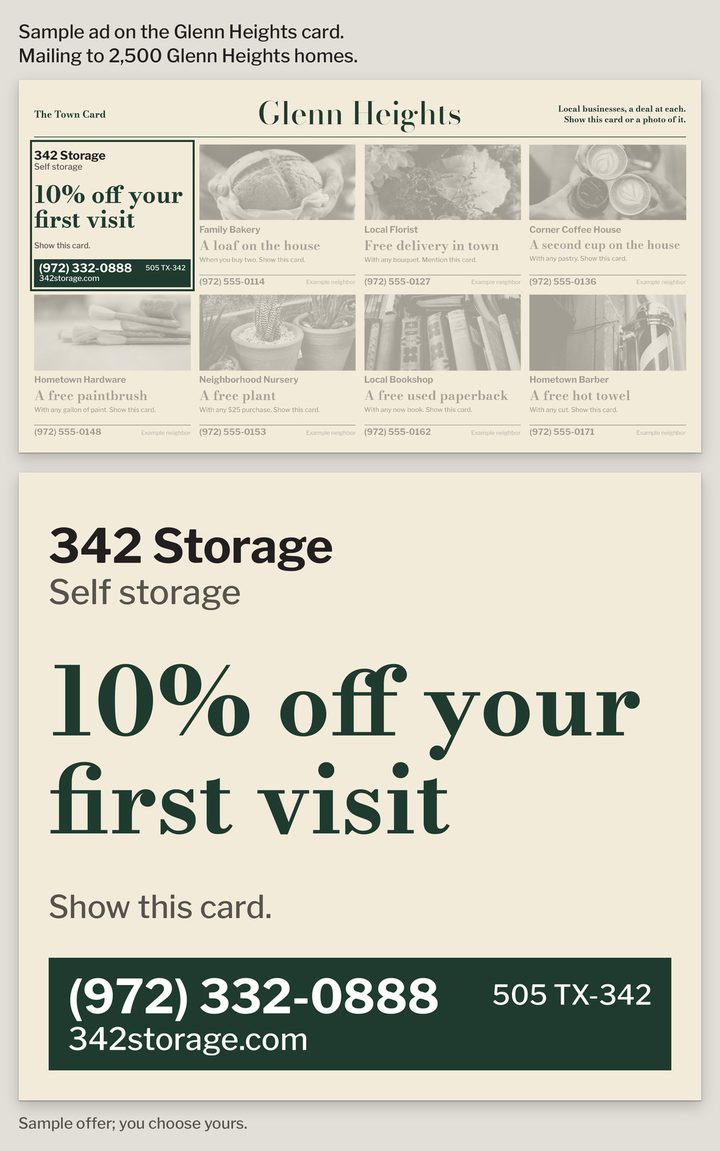 Sample ad on the Glenn Heights card.
Mailing to 2,500 Glenn Heights homes.
The Town Card
Glenn Heights
Local businesses, a deal at each.
Show this card or a photo of it.
342 Storage
Self storage
10% off your
first visit
Show this card.
(972) 332-0888
505 TX-342
342storage.com
Family Bakery
A loaf on the house
When you buy two. Show this card.
(972) 555-0114
Example neighbor
Local Florist
Free delivery in town
With any bouquet. Mention this card.
(972) 555-0127
Example neighbor
Corner Coffee House
A second cup on the house
With any pastry. Show this card.
(972) 555-0136
Example neighbor
Hometown Hardware
A free paintbrush
With any gallon of paint. Show this card.
(972) 555-0148
Example neighbor
Neighborhood Nursery
A free plant
With any $25 purchase. Show this card.
(972) 555-0153
Example neighbor
Local Bookshop
A free used paperback
With any new book. Show this card.
(972) 555-0162
Example neighbor
Hometown Barber
A free hot towel
With any cut. Show this card.
(972) 555-0171
Example neighbor
342 Storage
Self storage
10% off your
first visit
Show this card.
(972) 332-0888
505 TX-342
342storage.com
Sample offer; you choose yours.